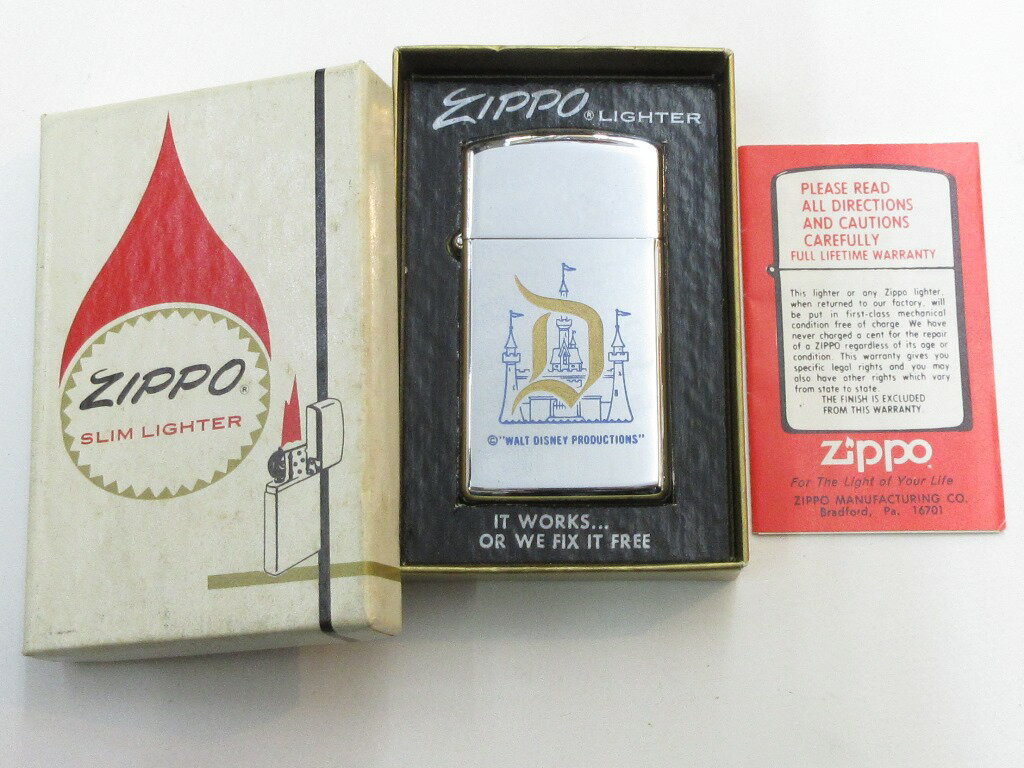 ZIPPO®
SLIM LIGHTER
ZIPPO® LIGHTER
D
©"WALT DISNEY PRODUCTIONS"
IT WORKS...
OR WE FIX IT FREE
PLEASE READ
ALL DIRECTIONS
AND CAUTIONS
CAREFULLY
FULL LIFETIME WARRANTY
This lighter or any Zippo lighter,
when returned to our factory, will
be put in first-class mechanical
condition free of charge. We have
never charged a cent for the repair
of a ZIPPO regardless of its age or
condition. This warranty gives you
specific legal rights and you may
also have other rights which vary
from state to state.
THE FINISH IS EXCLUDED
FROM THIS WARRANTY
zippo®
For The Light of Your Life
ZIPPO MANUFACTURING CO.
Bradford, Pa. 16701